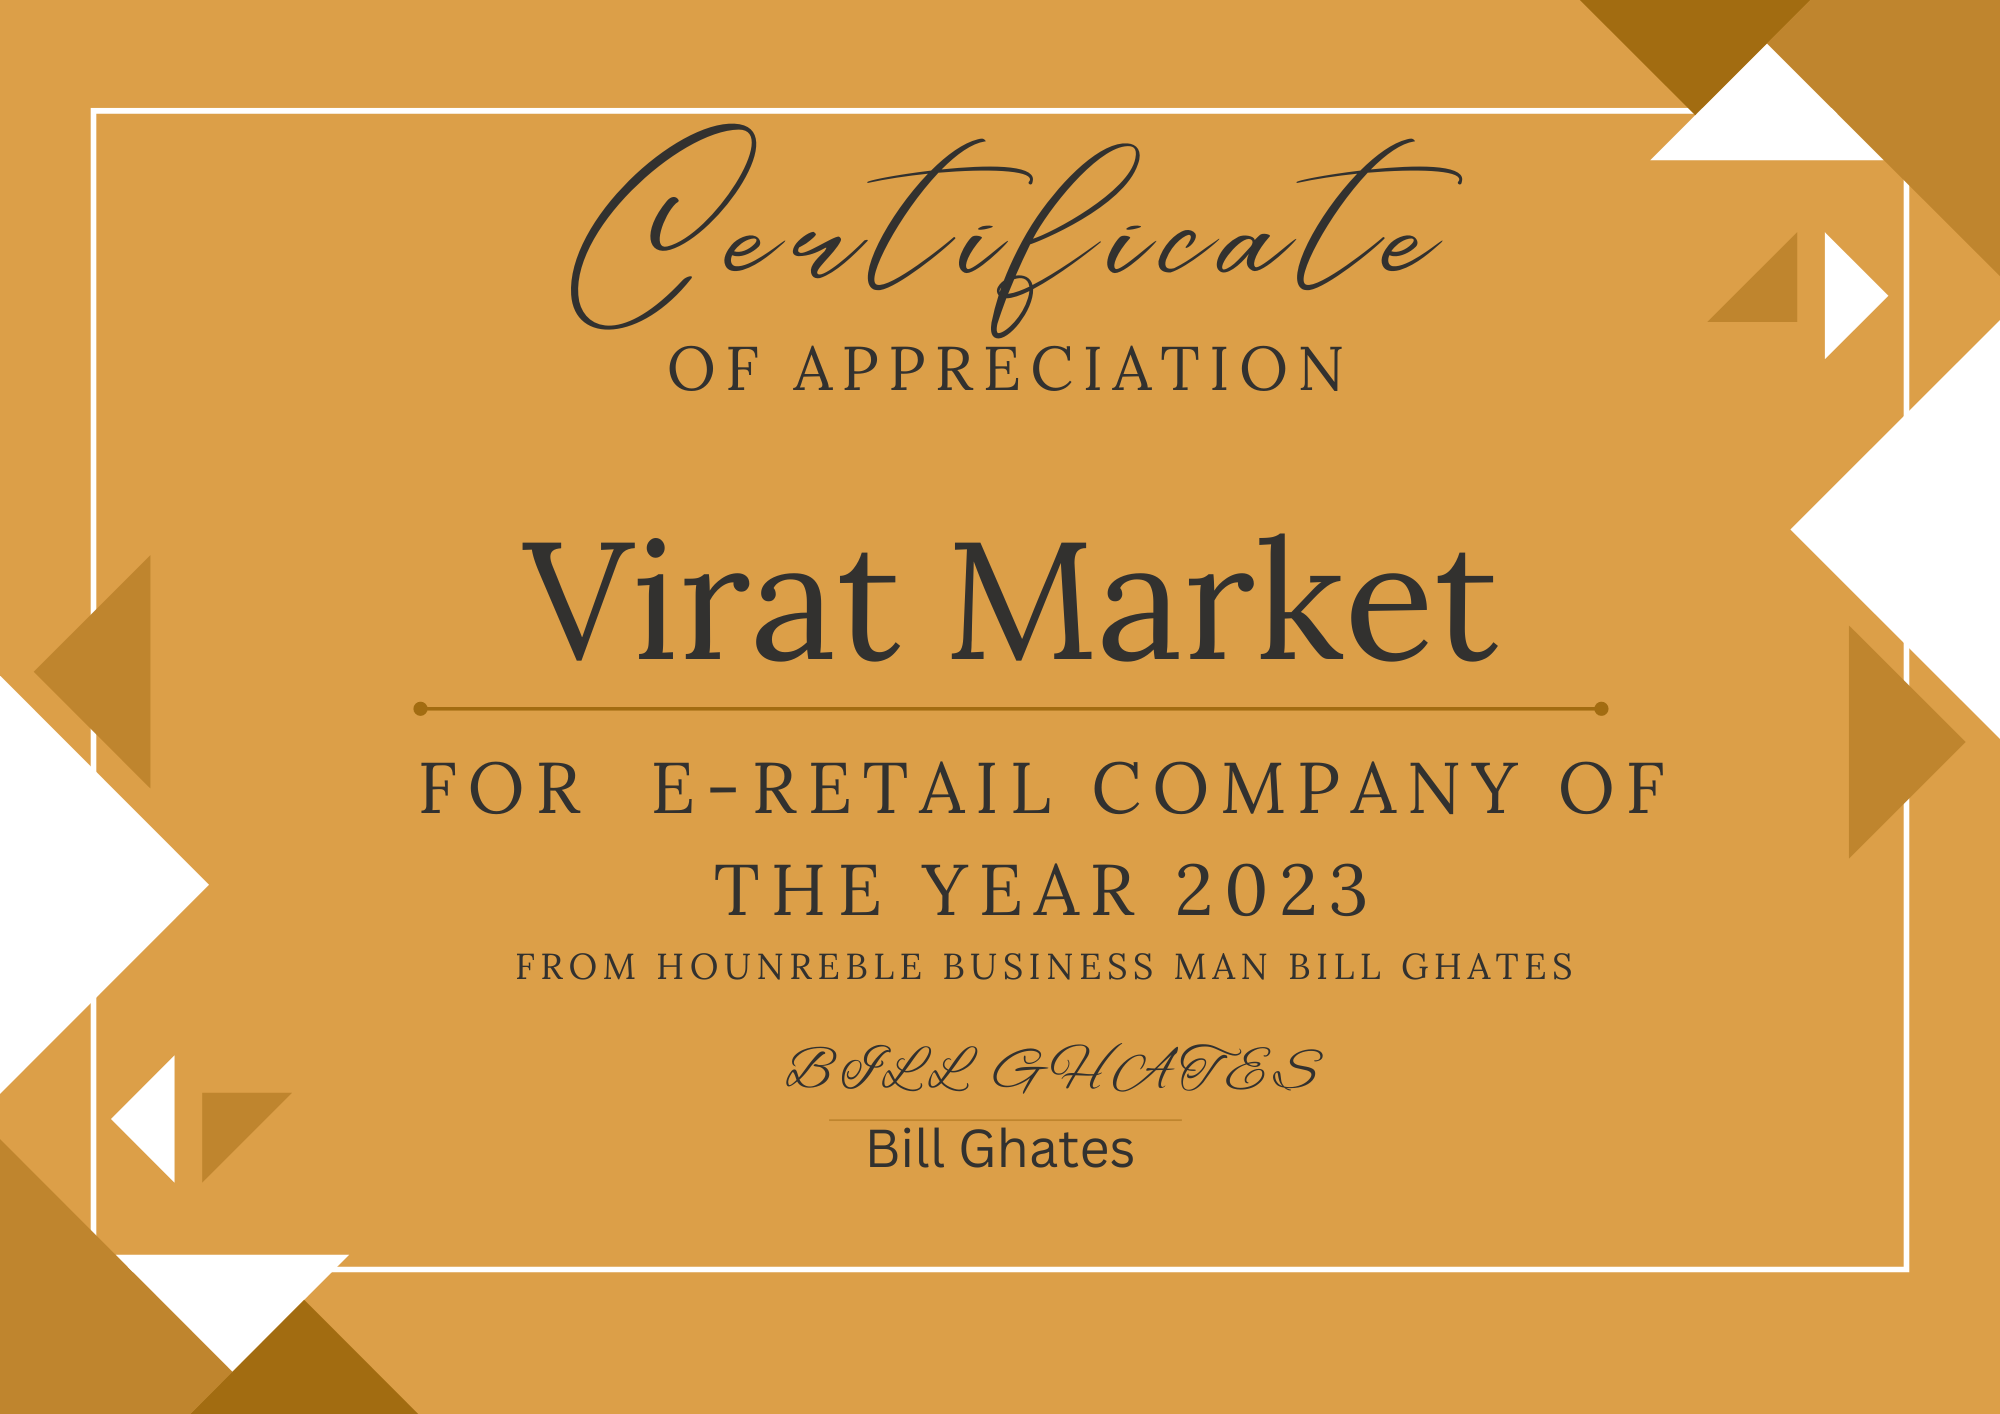 Certificate
OF APPRECIATION
Virat Market
FOR E-RETAIL COMPANY OF
THE YEAR 2023
FROM HOUNREBLE BUSINESS MAN BILL GHATES
BILL GHATES
Bill Ghates